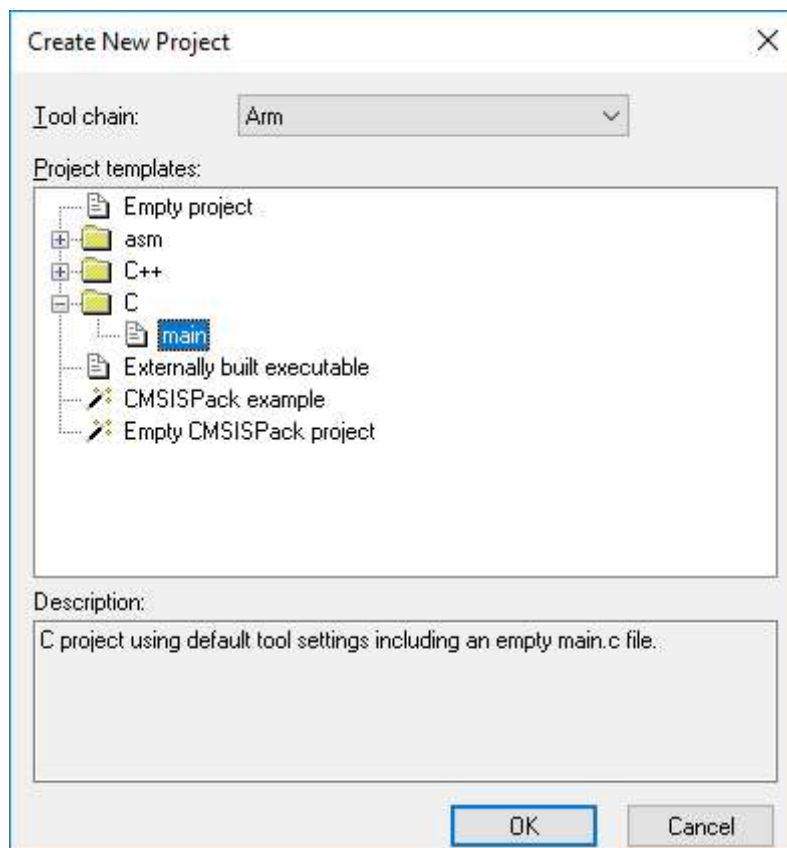 Create New Project
Tool chain: Arm
Project templates:
Empty project
asm
C++
C
main
Externally built executable
CMSISPack example
Empty CMSISPack project
Description:
C project using default tool settings including an empty main.c file.
OK Cancel